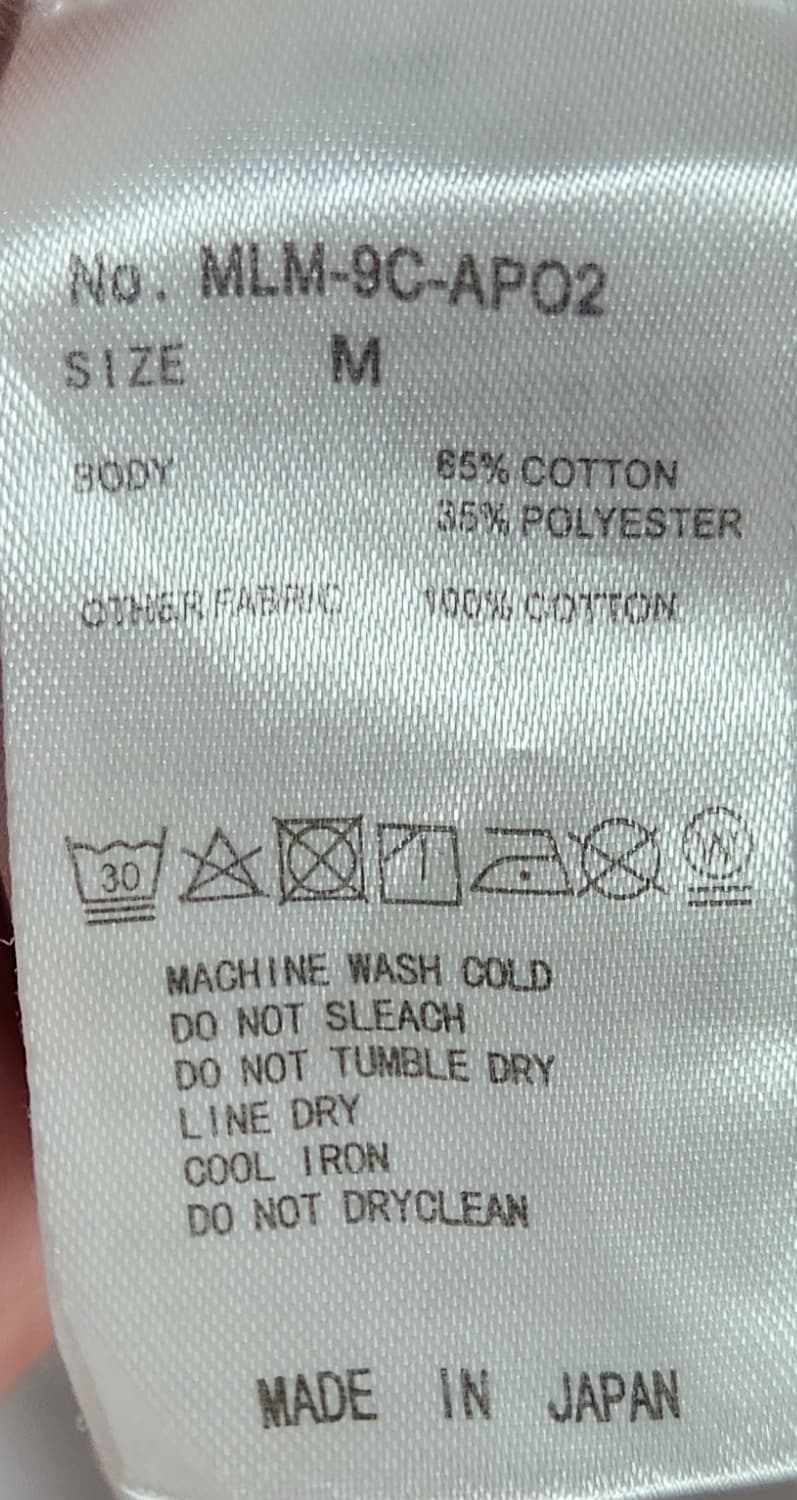 No. MLM-9C-AP02
SIZE M
BODY 65% COTTON
35% POLYESTER
OTHER FABRIC 100% COTTON
30
W
MACHINE WASH COLD
DO NOT SLEACH
DO NOT TUMBLE DRY
LINE DRY
COOL IRON
DO NOT DRYCLEAN
MADE IN JAPAN